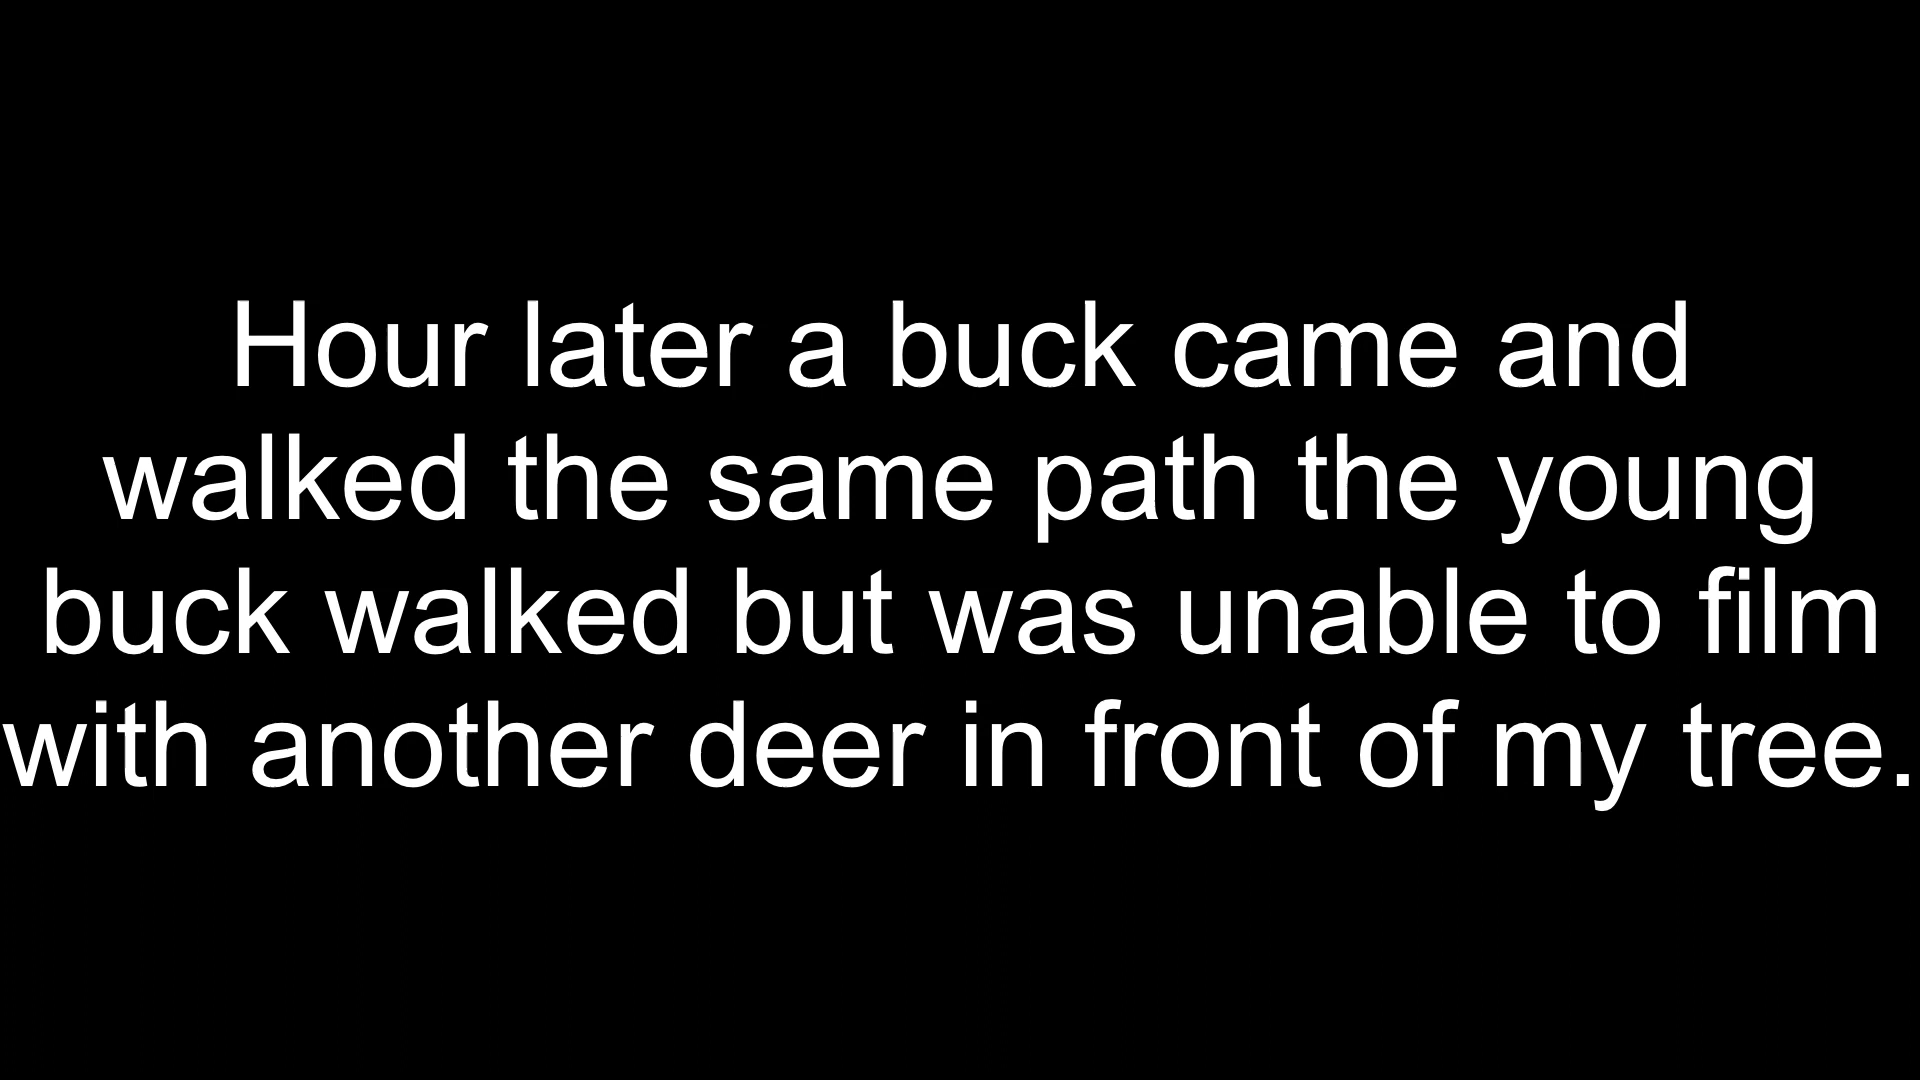 Hour later a buck came and
walked the same path the young
buck walked but was unable to film
with another deer in front of my tree.